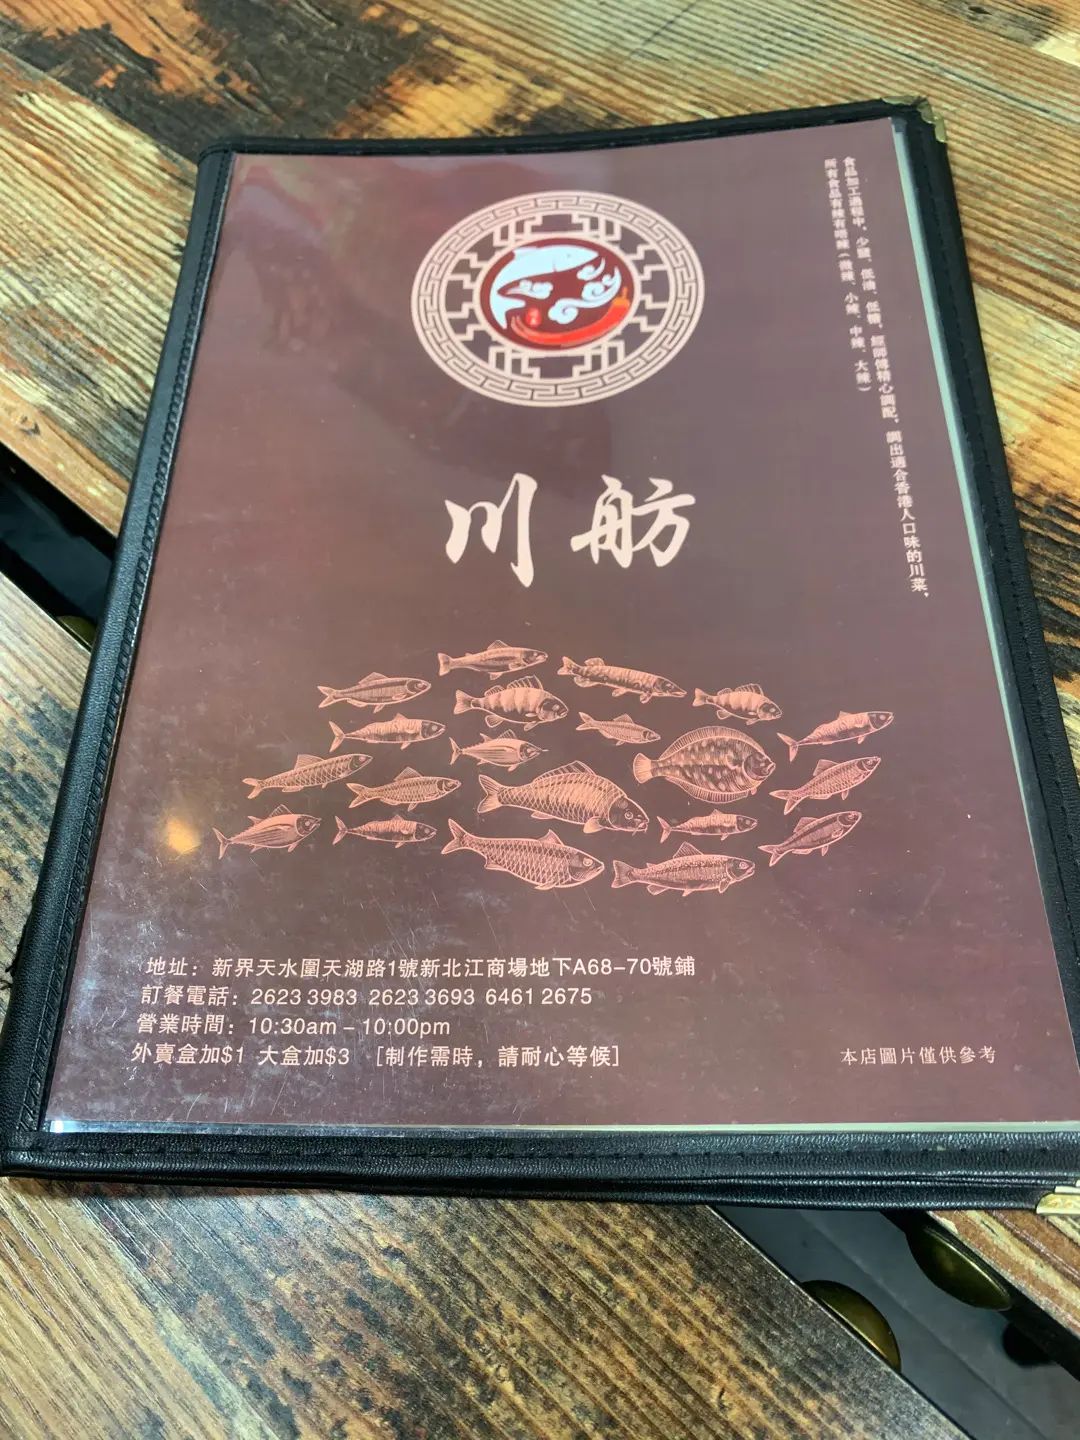 食品加工過程中，少鹽、低油、低糖，經師傅精心調配，調出適合香港人口味的川菜，
所有食品有辣有唔辣（微辣、小辣、中辣、大辣）
川舫
地址：新界天水圍天湖路1號新北江商場地下A68-70號鋪
訂餐電話：2623 3983 2623 3693 6461 2675
營業時間：10:30am – 10:00pm
外賣盒加$1 大盒加$3 [制作需時，請耐心等候]
本店圖片僅供參考